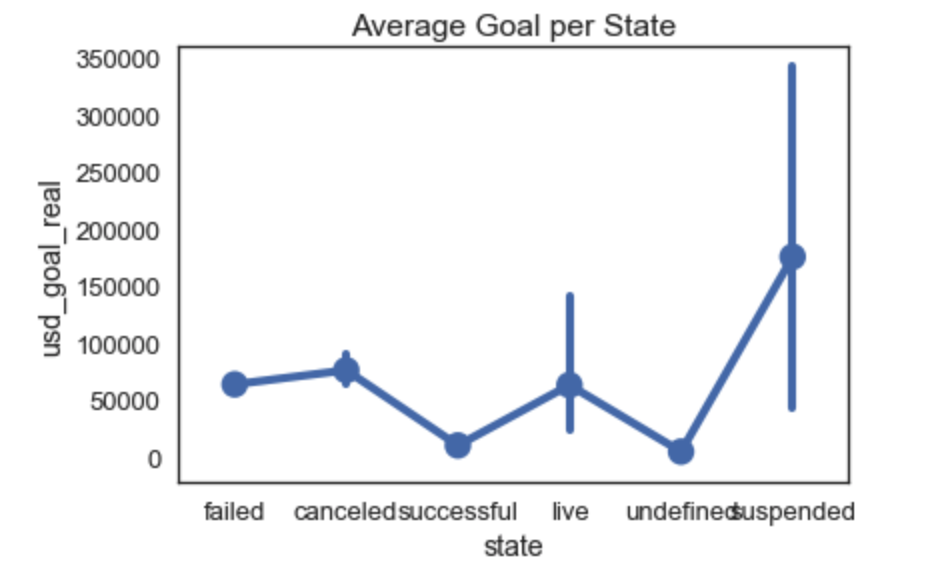 Average Goal per State
350000
300000
250000
200000
150000
100000
50000
0
usd_goal_real
failed canceled successful live undefined suspended
state